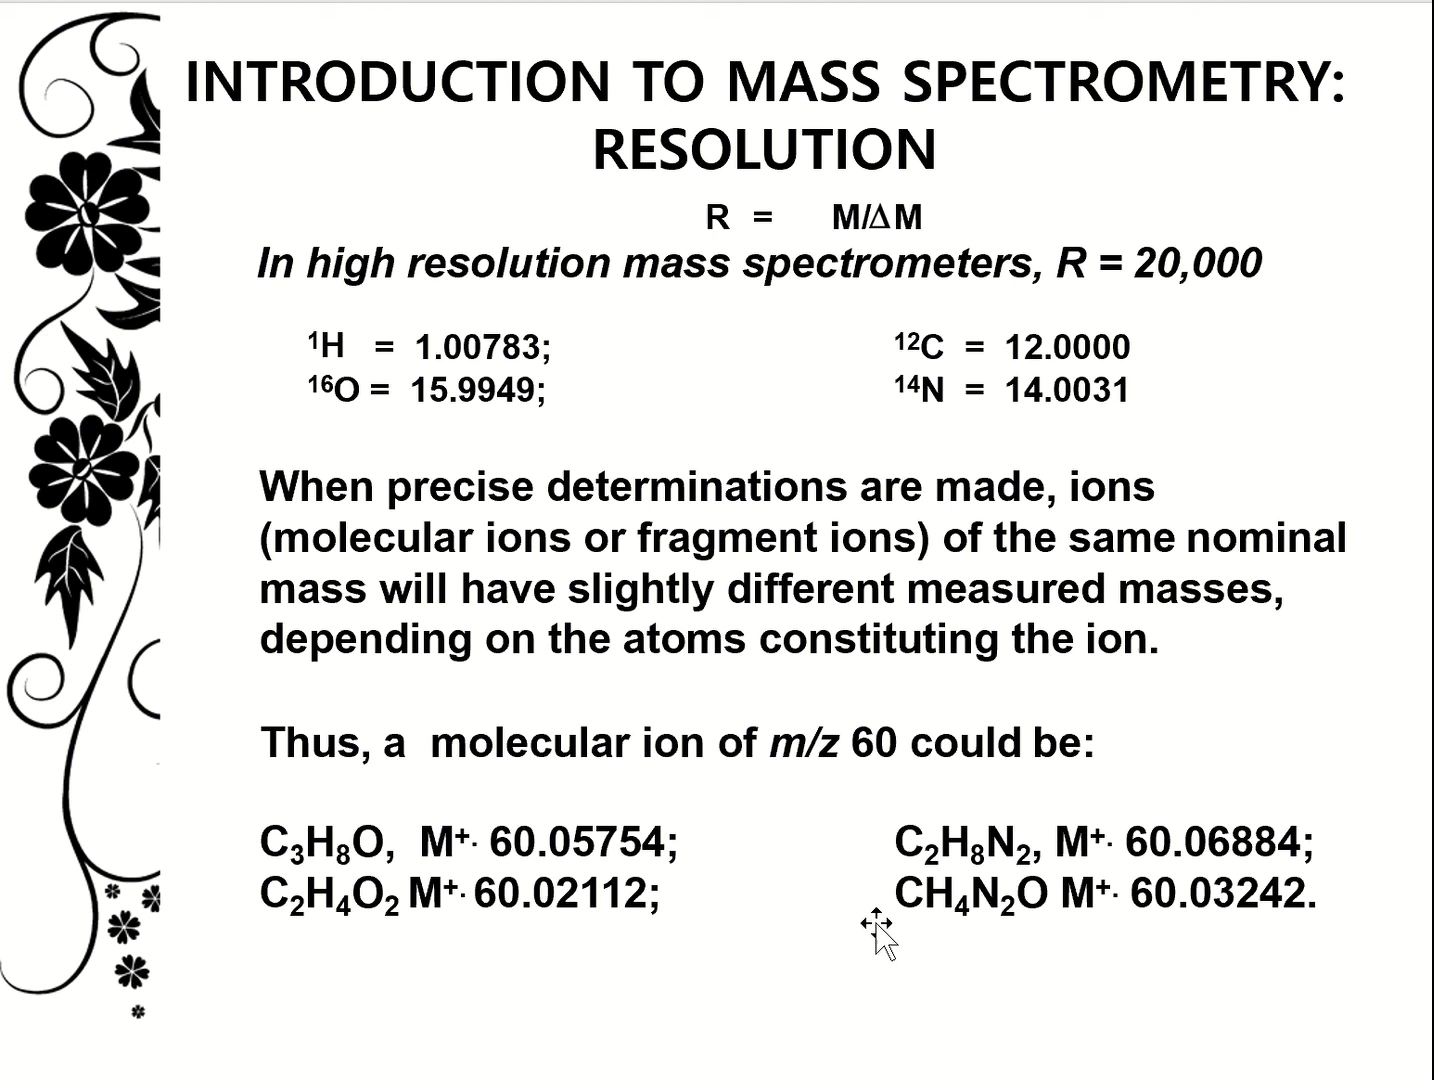 INTRODUCTION TO MASS SPECTROMETRY:
RESOLUTION
R = M/ΔM
In high resolution mass spectrometers, R = 20,000
¹H = 1.00783; ¹²C = 12.0000
¹⁶O = 15.9949; ¹⁴N = 14.0031
When precise determinations are made, ions
(molecular ions or fragment ions) of the same nominal
mass will have slightly different measured masses,
depending on the atoms constituting the ion.
Thus, a molecular ion of m/z 60 could be:
C₃H₈O, M⁺· 60.05754; C₂H₈N₂, M⁺· 60.06884;
C₂H₄O₂ M⁺· 60.02112; CH₄N₂O M⁺· 60.03242.